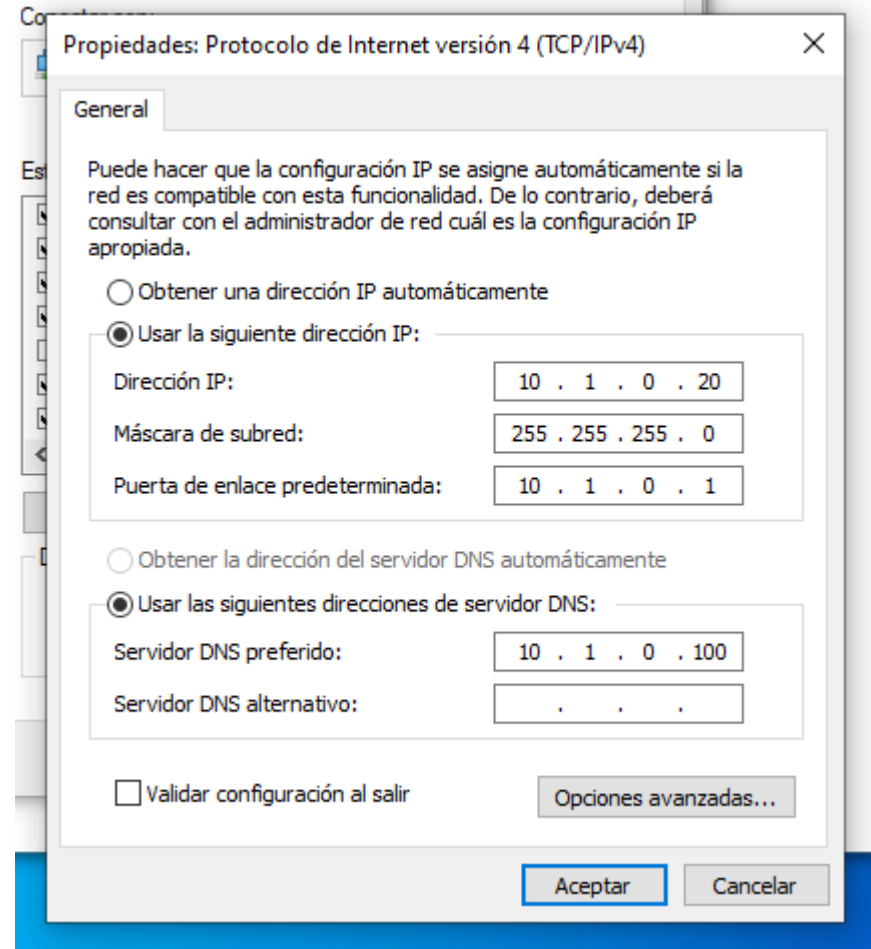 Propiedades: Protocolo de Internet versión 4 (TCP/IPv4)
General
Puede hacer que la configuración IP se asigne automáticamente si la
red es compatible con esta funcionalidad. De lo contrario, deberá
consultar con el administrador de red cuál es la configuración IP
apropiada.
Obtener una dirección IP automáticamente
Usar la siguiente dirección IP:
Dirección IP: 10 . 1 . 0 . 20
Máscara de subred: 255 . 255 . 255 . 0
Puerta de enlace predeterminada: 10 . 1 . 0 . 1
Obtener la dirección del servidor DNS automáticamente
Usar las siguientes direcciones de servidor DNS:
Servidor DNS preferido: 10 . 1 . 0 . 100
Servidor DNS alternativo: . . .
Validar configuración al salir
Opciones avanzadas...
Aceptar Cancelar